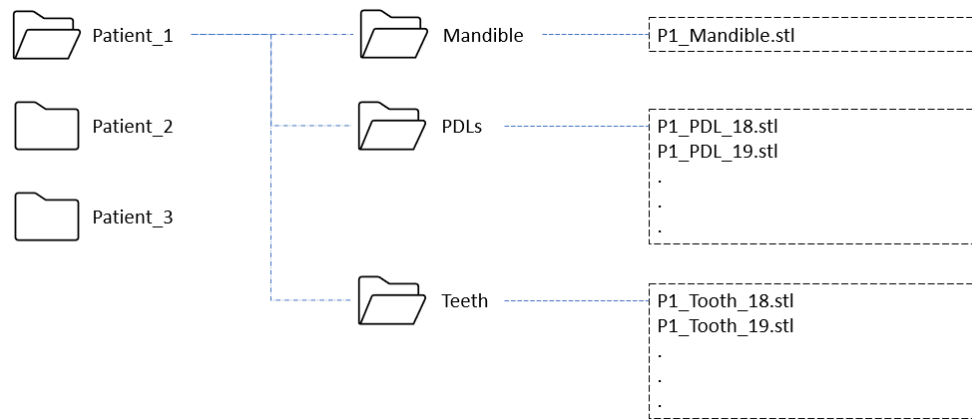 Patient_1
Patient_2
Patient_3
Mandible
PDLs
Teeth
P1_Mandible.stl
P1_PDL_18.stl
P1_PDL_19.stl
.
.
.
P1_Tooth_18.stl
P1_Tooth_19.stl
.
.
.